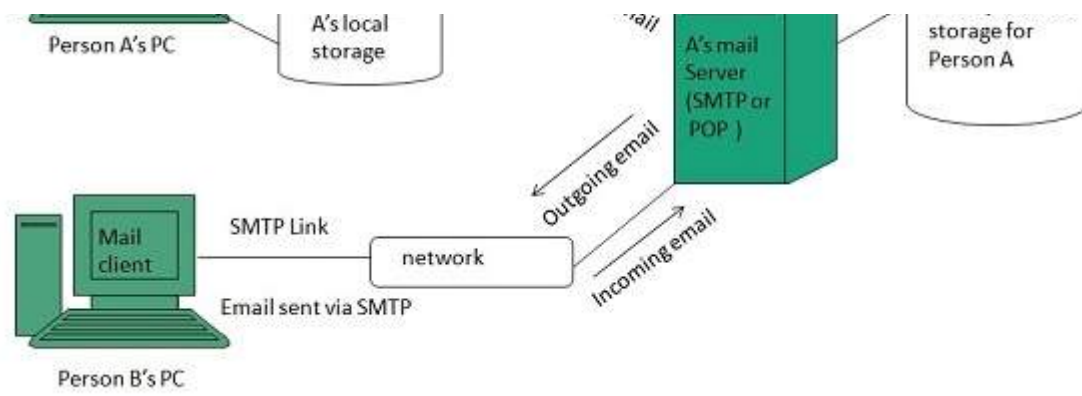 A's local
storage
Person A's PC
A's mail
Server
(SMTP or
POP )
storage for
Person A
Outgoing email
Incoming email
Mail
client
SMTP Link
network
Email sent via SMTP
Person B's PC